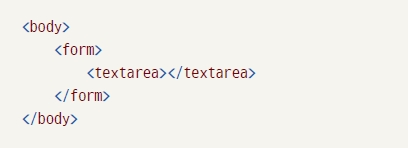 <body>
    <form>
        <textarea></textarea>
    </form>
</body>